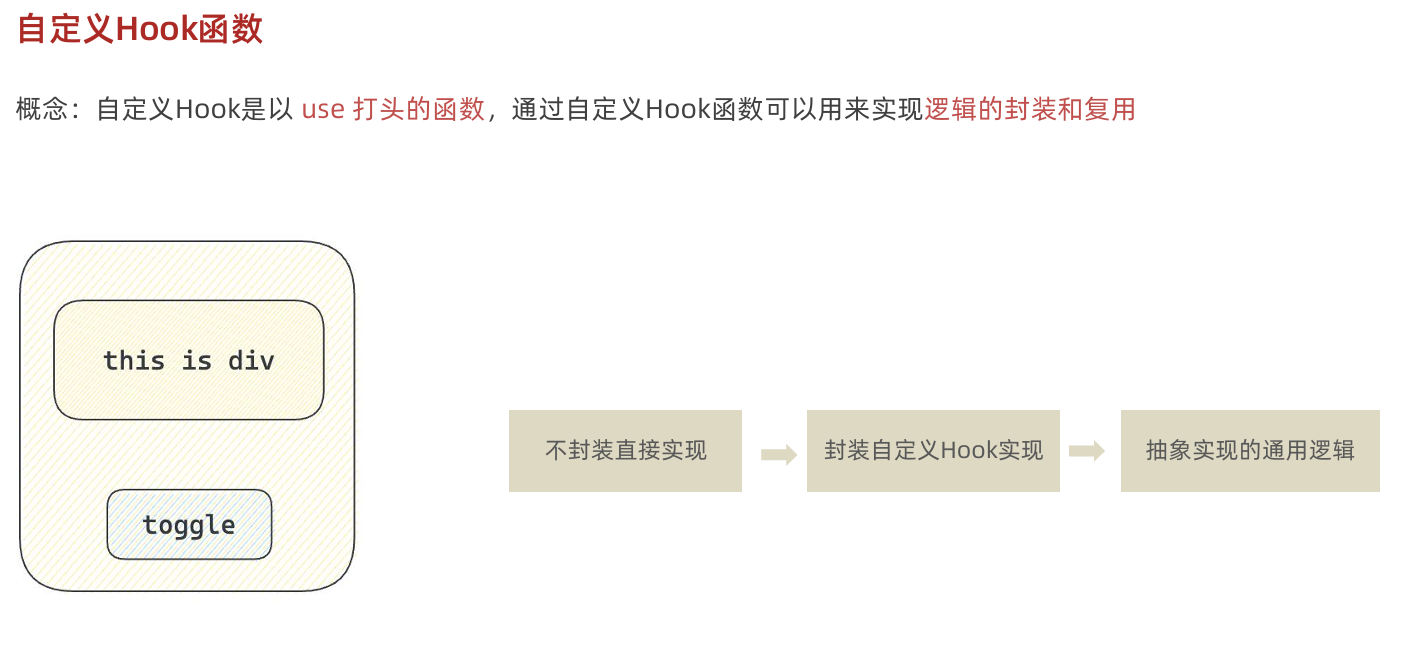 自定义Hook函数
概念：自定义Hook是以 use 打头的函数，通过自定义Hook函数可以用来实现逻辑的封装和复用
this is div
toggle
不封装直接实现
封装自定义Hook实现
抽象实现的通用逻辑